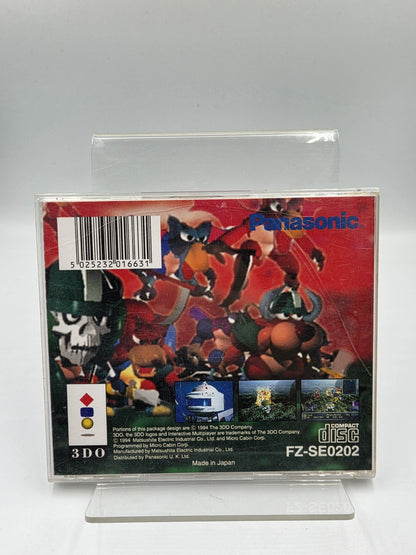 Panasonic
5 025232 016631
Portions of this package design are © 1994 The 3DO Company.
3DO, the 3DO logos and Interactive Multiplayer are trademarks of The 3DO Company.
© 1994 Matsushita Electric Industrial Co., Ltd. and Micro Cabin Corp.
Programmed by Micro Cabin Corp.
Manufactured by Matsushita Electric Industrial Co., Ltd.
Distributed by Panasonic U. K. Ltd.
Made in Japan
3DO
COMPACT
disc
FZ-SE0202